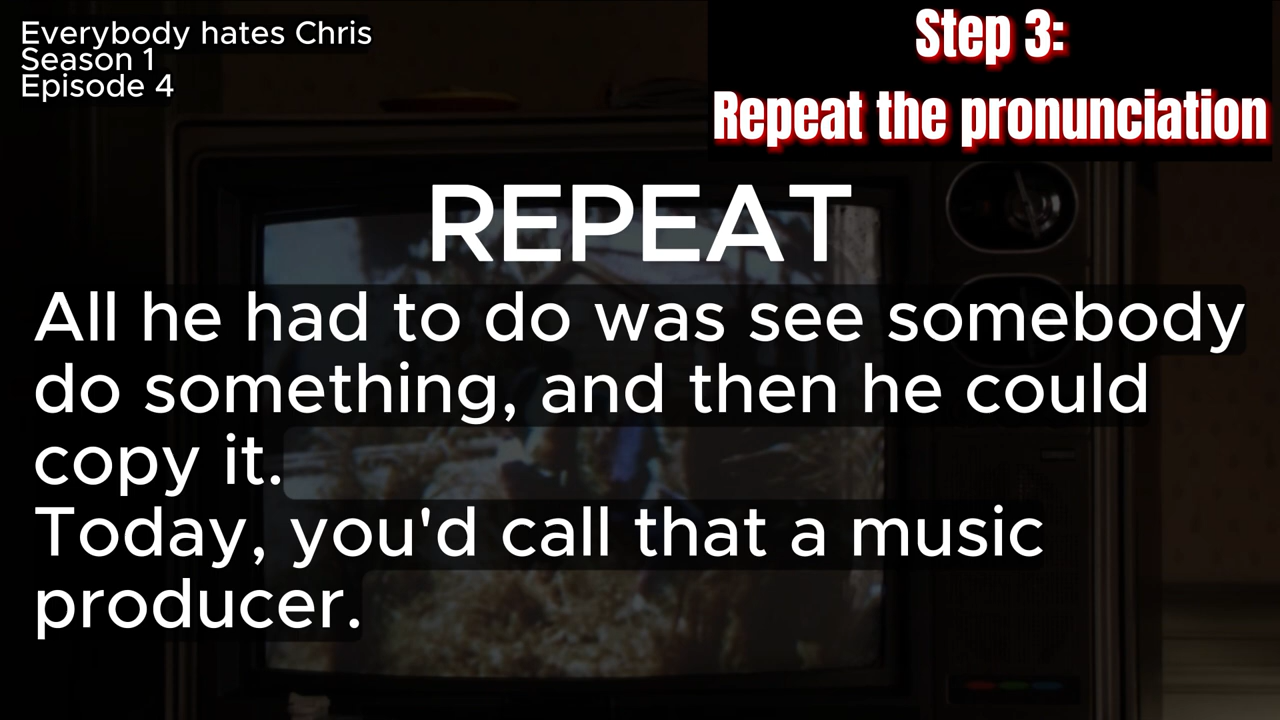 Everybody hates Chris
Season 1
Episode 4
Step 3:
Repeat the pronunciation
REPEAT
All he had to do was see somebody
do something, and then he could
copy it.
Today, you'd call that a music
producer.